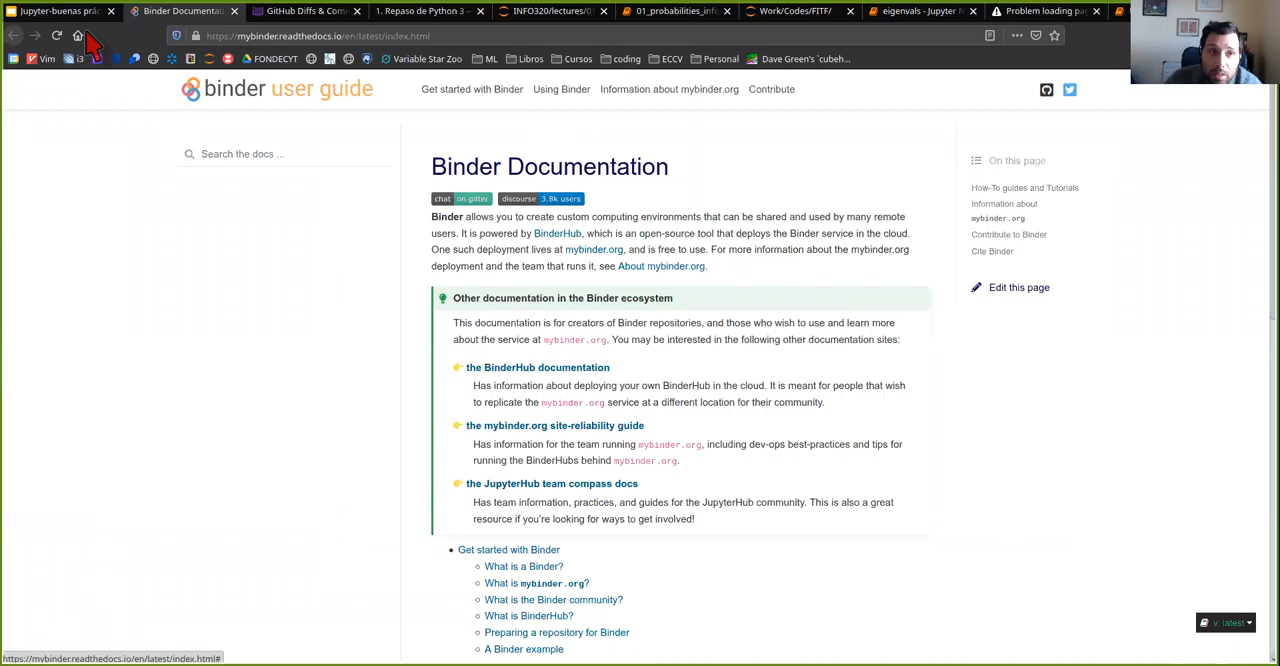 Jupyter-buenas prác
Binder Documentat
GitHub Diffs & Com
1. Repaso de Python 3 —
INFO320/lectures/01
01_probabilities_infe
Work/Codes/FITF/
eigenvals - Jupyter N
Problem loading pag
https://mybinder.readthedocs.io/en/latest/index.html
Vim
i3
FONDECYT
Variable Star Zoo
ML
Libros
Cursos
coding
ECCV
Personal
Dave Green's `cubeh...
binder user guide
Get started with Binder
Using Binder
Information about mybinder.org
Contribute
Search the docs ...
Binder Documentation
chat on gitter
discourse 3.8k users
Binder allows you to create custom computing environments that can be shared and used by many remote
users. It is powered by BinderHub, which is an open-source tool that deploys the Binder service in the cloud.
One such deployment lives at mybinder.org, and is free to use. For more information about the mybinder.org
deployment and the team that runs it, see About mybinder.org.
Other documentation in the Binder ecosystem
This documentation is for creators of Binder repositories, and those who wish to use and learn more
about the service at mybinder.org. You may be interested in the following other documentation sites:
👉 the BinderHub documentation
Has information about deploying your own BinderHub in the cloud. It is meant for people that wish
to replicate the mybinder.org service at a different location for their community.
👉 the mybinder.org site-reliability guide
Has information for the team running mybinder.org, including dev-ops best-practices and tips for
running the BinderHubs behind mybinder.org.
👉 the JupyterHub team compass docs
Has team information, practices, and guides for the JupyterHub community. This is also a great
resource if you're looking for ways to get involved!
• Get started with Binder
◦ What is a Binder?
◦ What is mybinder.org?
◦ What is the Binder community?
◦ What is BinderHub?
◦ Preparing a repository for Binder
◦ A Binder example
On this page
How-To guides and Tutorials
Information about
mybinder.org
Contribute to Binder
Cite Binder
Edit this page
v: latest
https://mybinder.readthedocs.io/en/latest/index.html#